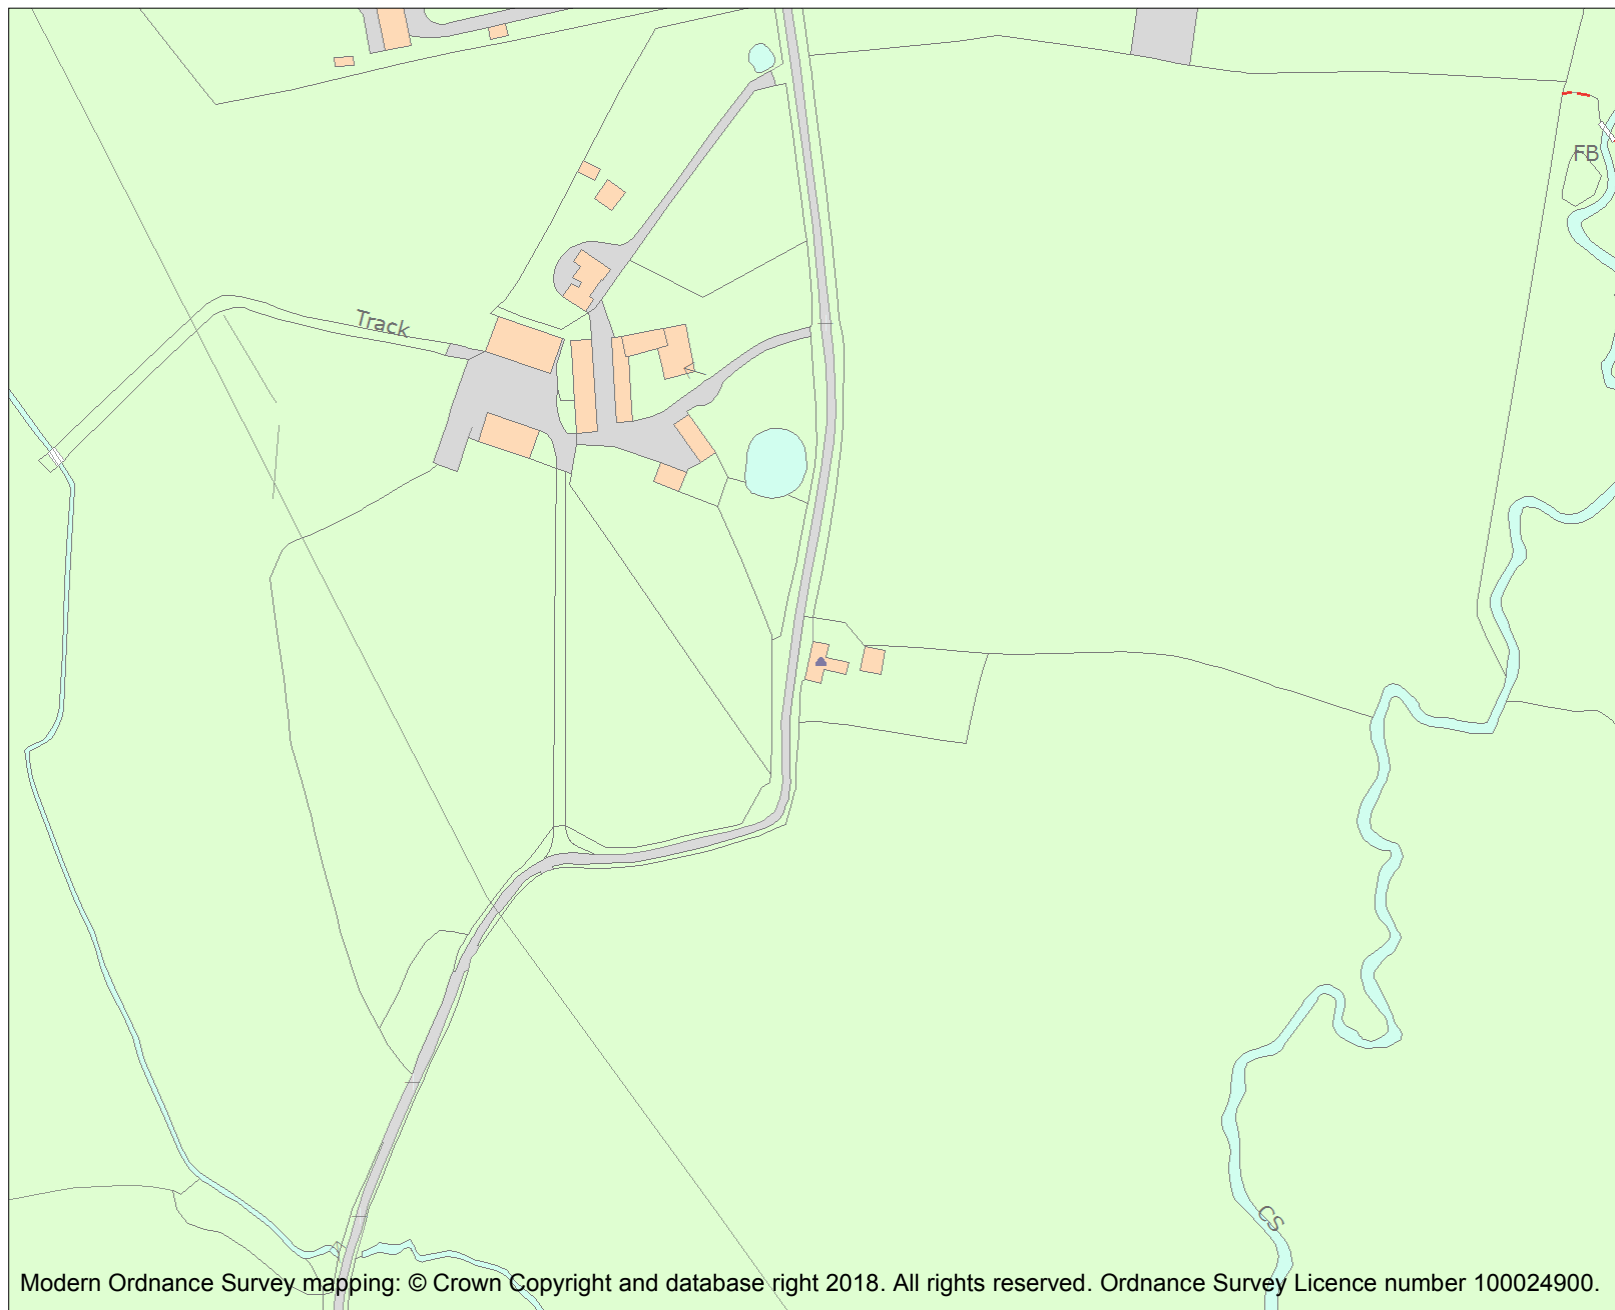 FB
Track
CS
Modern Ordnance Survey mapping: © Crown Copyright and database right 2018. All rights reserved. Ordnance Survey Licence number 100024900.